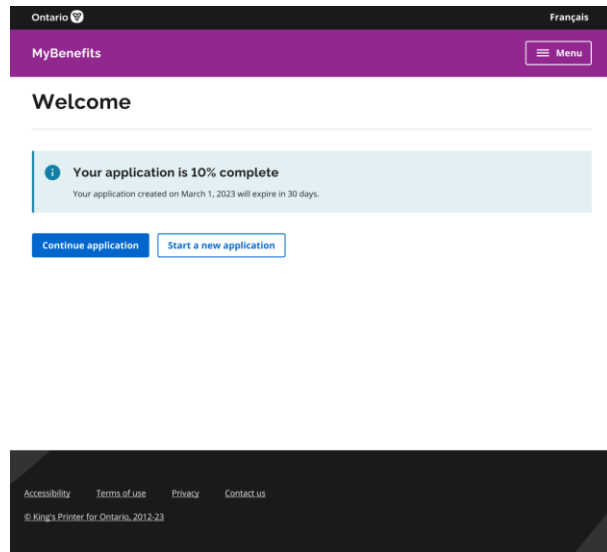 Ontario Français
MyBenefits Menu
Welcome
Your application is 10% complete
Your application created on March 1, 2023 will expire in 30 days.
Continue application Start a new application
Accessibility Terms of use Privacy Contact us
© King's Printer for Ontario, 2012-23